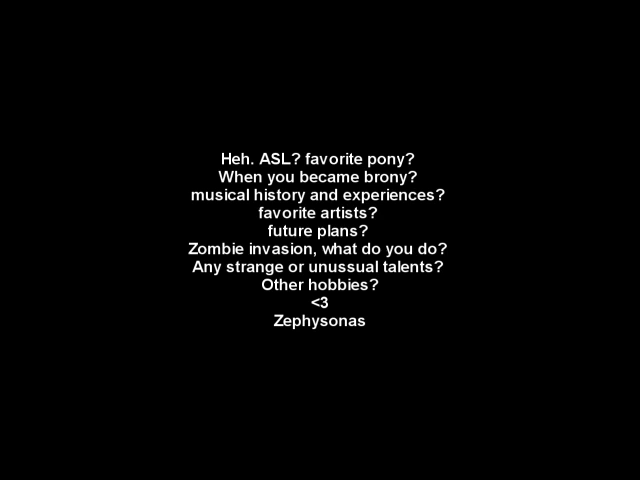 Heh. ASL? favorite pony?
When you became brony?
musical history and experiences?
favorite artists?
future plans?
Zombie invasion, what do you do?
Any strange or unussual talents?
Other hobbies?
<3
Zephysonas